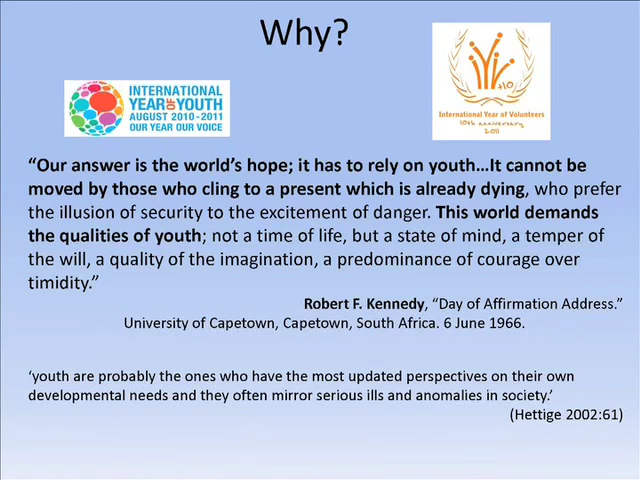 Why?
INTERNATIONAL
YEAR OF YOUTH
AUGUST 2010-2011
OUR YEAR OUR VOICE
+10
International Year of Volunteers
10th anniversary
2011
“Our answer is the world’s hope; it has to rely on youth…It cannot be
moved by those who cling to a present which is already dying, who prefer
the illusion of security to the excitement of danger. This world demands
the qualities of youth; not a time of life, but a state of mind, a temper of
the will, a quality of the imagination, a predominance of courage over
timidity.”
Robert F. Kennedy, “Day of Affirmation Address.”
University of Capetown, Capetown, South Africa. 6 June 1966.
‘youth are probably the ones who have the most updated perspectives on their own
developmental needs and they often mirror serious ills and anomalies in society.’
(Hettige 2002:61)